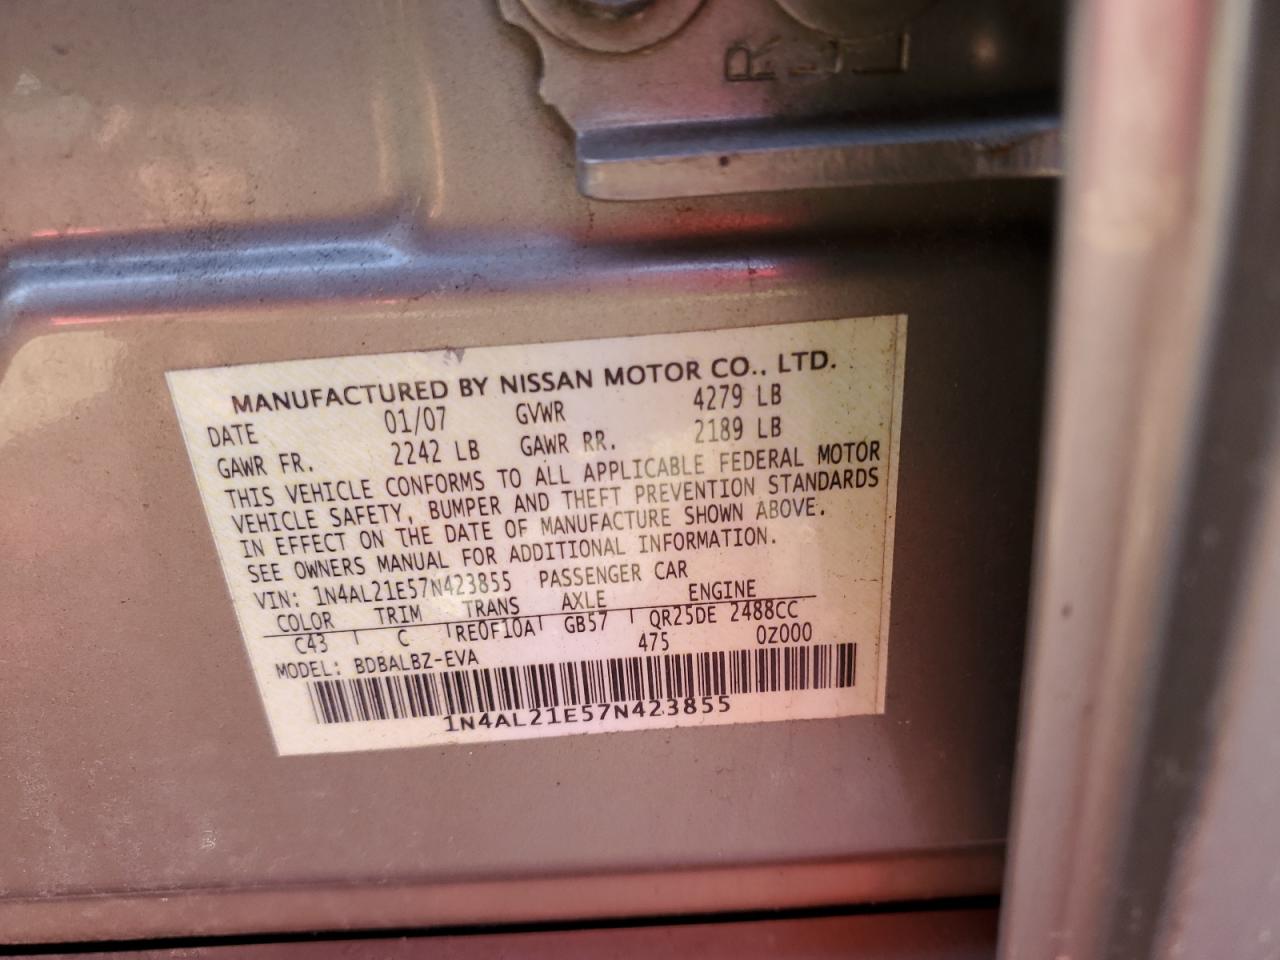 R
L
MANUFACTURED BY NISSAN MOTOR CO., LTD.
DATE 01/07 GVWR 4279 LB
GAWR FR. 2242 LB GAWR RR. 2189 LB
THIS VEHICLE CONFORMS TO ALL APPLICABLE FEDERAL MOTOR
VEHICLE SAFETY, BUMPER AND THEFT PREVENTION STANDARDS
IN EFFECT ON THE DATE OF MANUFACTURE SHOWN ABOVE.
SEE OWNERS MANUAL FOR ADDITIONAL INFORMATION.
VIN: 1N4AL21E57N423855 PASSENGER CAR
COLOR TRIM TRANS AXLE ENGINE
C43 C RE0F10A GB57 QR25DE 2488CC
MODEL: BDBALBZ-EVA 475 0Z000
1N4AL21E57N423855